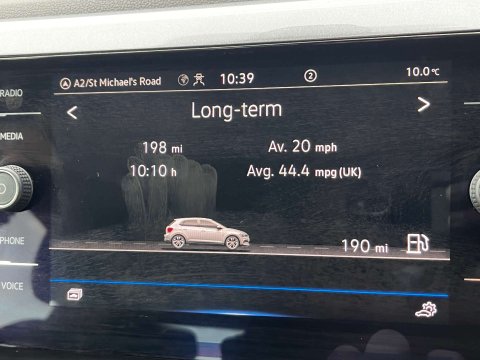 A2/St Michael's Road 10:39 2 10.0°C
RADIO
Long-term
MEDIA
198 mi Av. 20 mph
10:10 h Avg. 44.4 mpg (UK)
PHONE
190 mi
VOICE